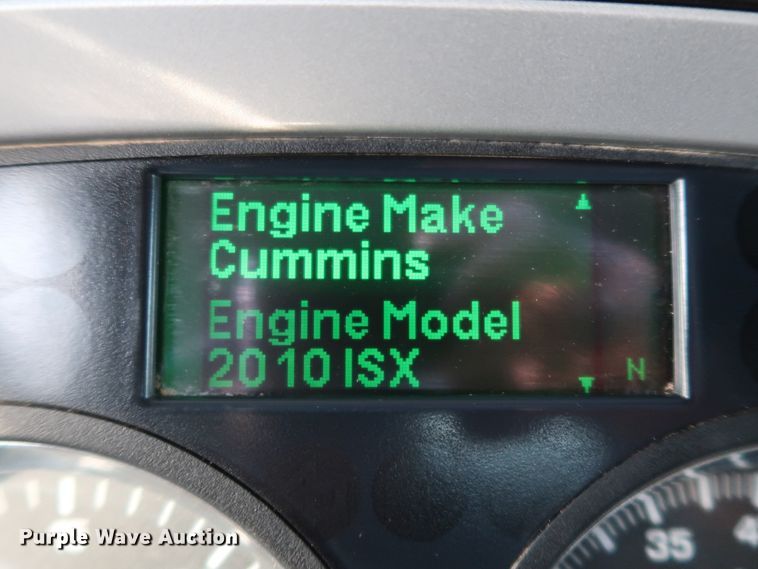 Engine Make
Cummins
Engine Model
2010 ISX
N
35
Purple Wave Auction